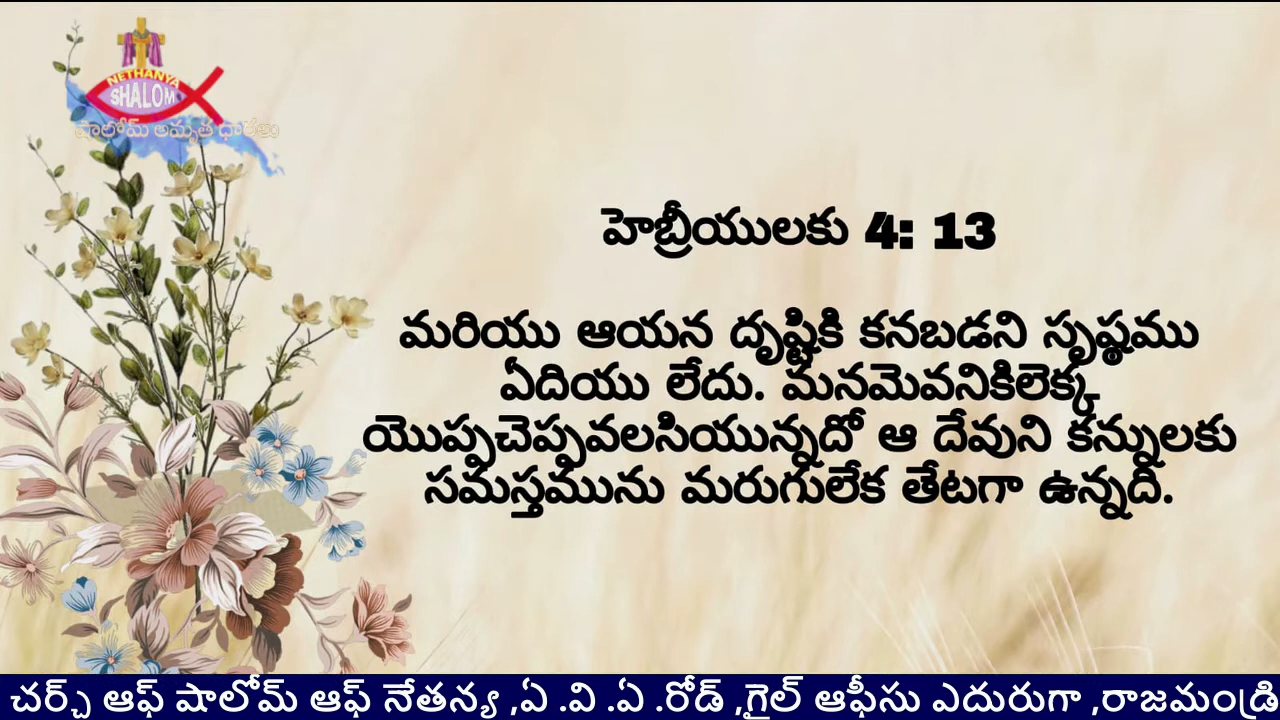 NETHANYA
SHALOM
షాలోమ్ అమృత ధారలు
హెబ్రీయులకు 4: 13
మరియు ఆయన దృష్టికి కనబడని సృష్ఠము
ఏదియు లేదు. మనమెవనికిలెక్క
యొప్పచెప్పవలసియున్నదో ఆ దేవుని కన్నులకు
సమస్తమును మరుగులేక తేటగా ఉన్నది.
చర్చ్ ఆఫ్ షాలోమ్ ఆఫ్ నేతన్య ,ఏ .వి .ఏ .రోడ్ ,గైల్ ఆఫీసు ఎదురుగా ,రాజమండ్రి